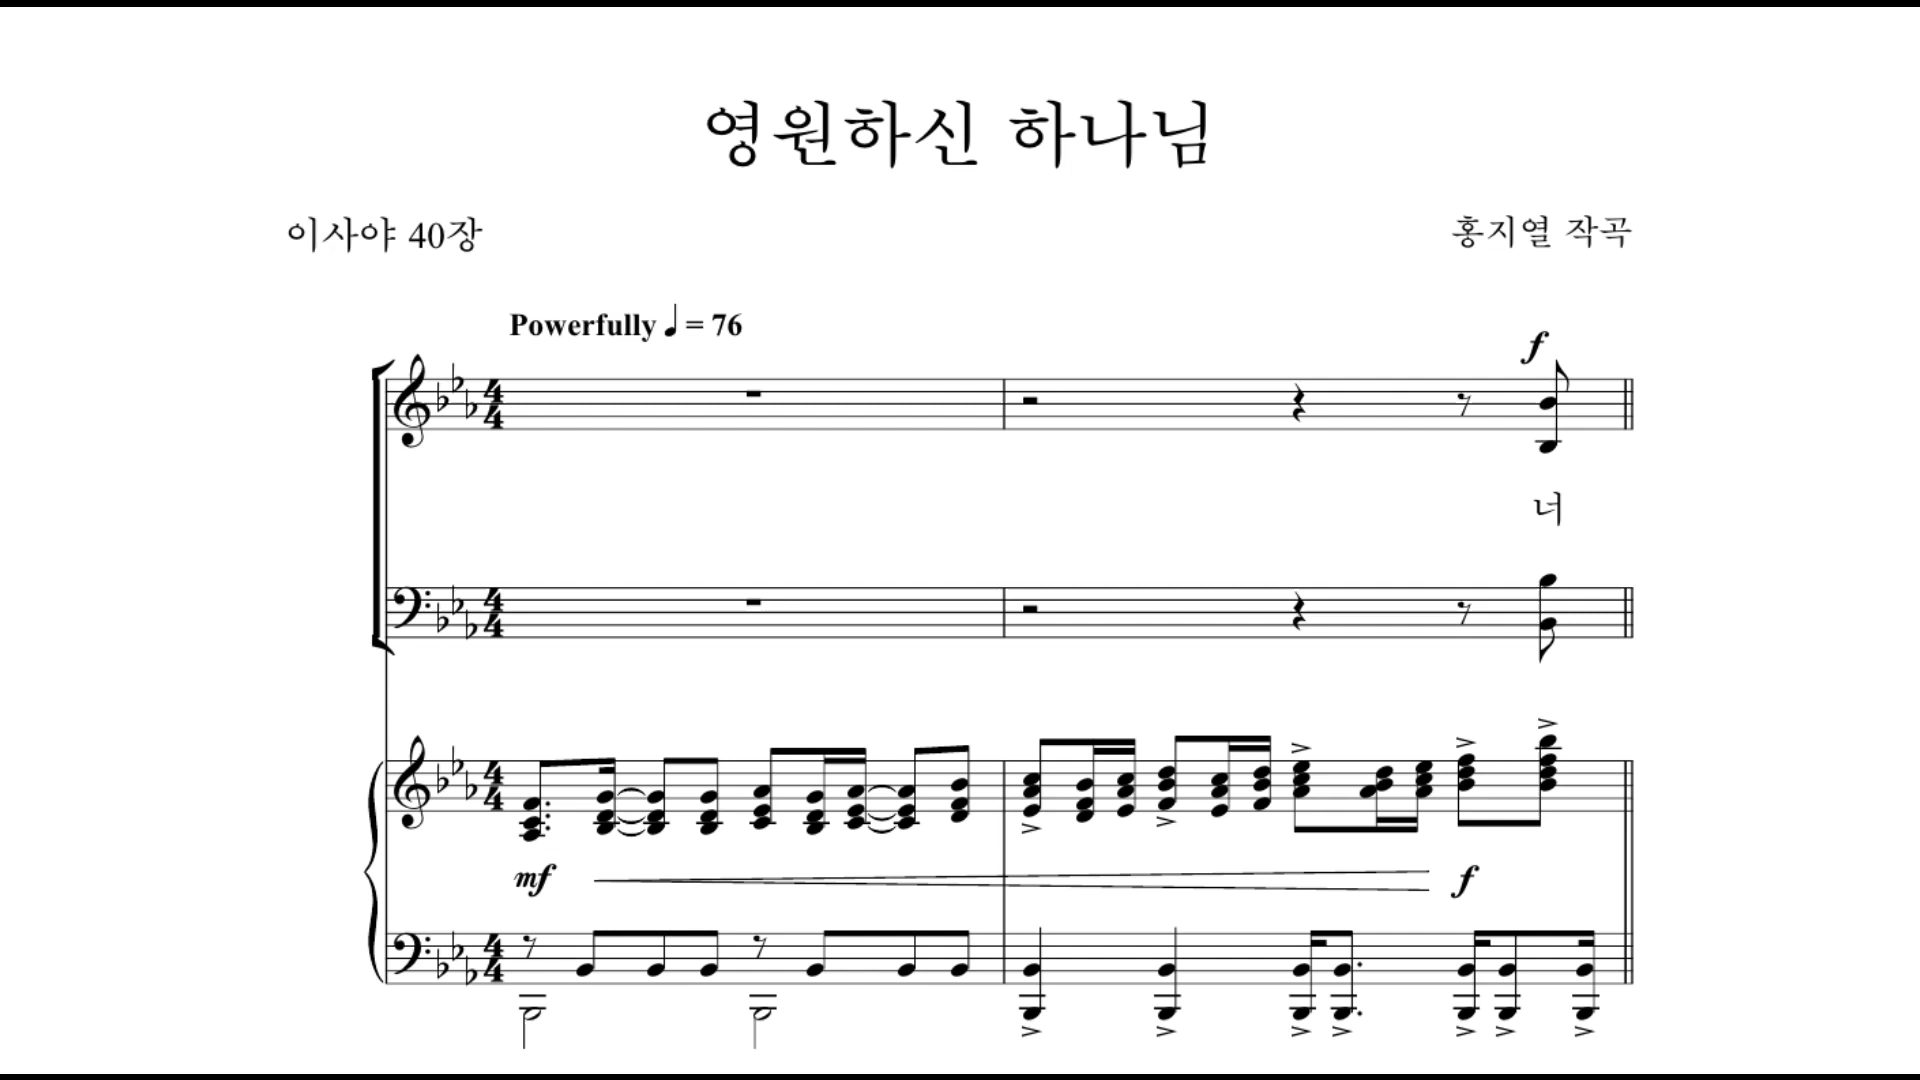 영원하신 하나님
이사야 40장
홍지열 작곡
Powerfully ♩ = 76
f
너
mf f